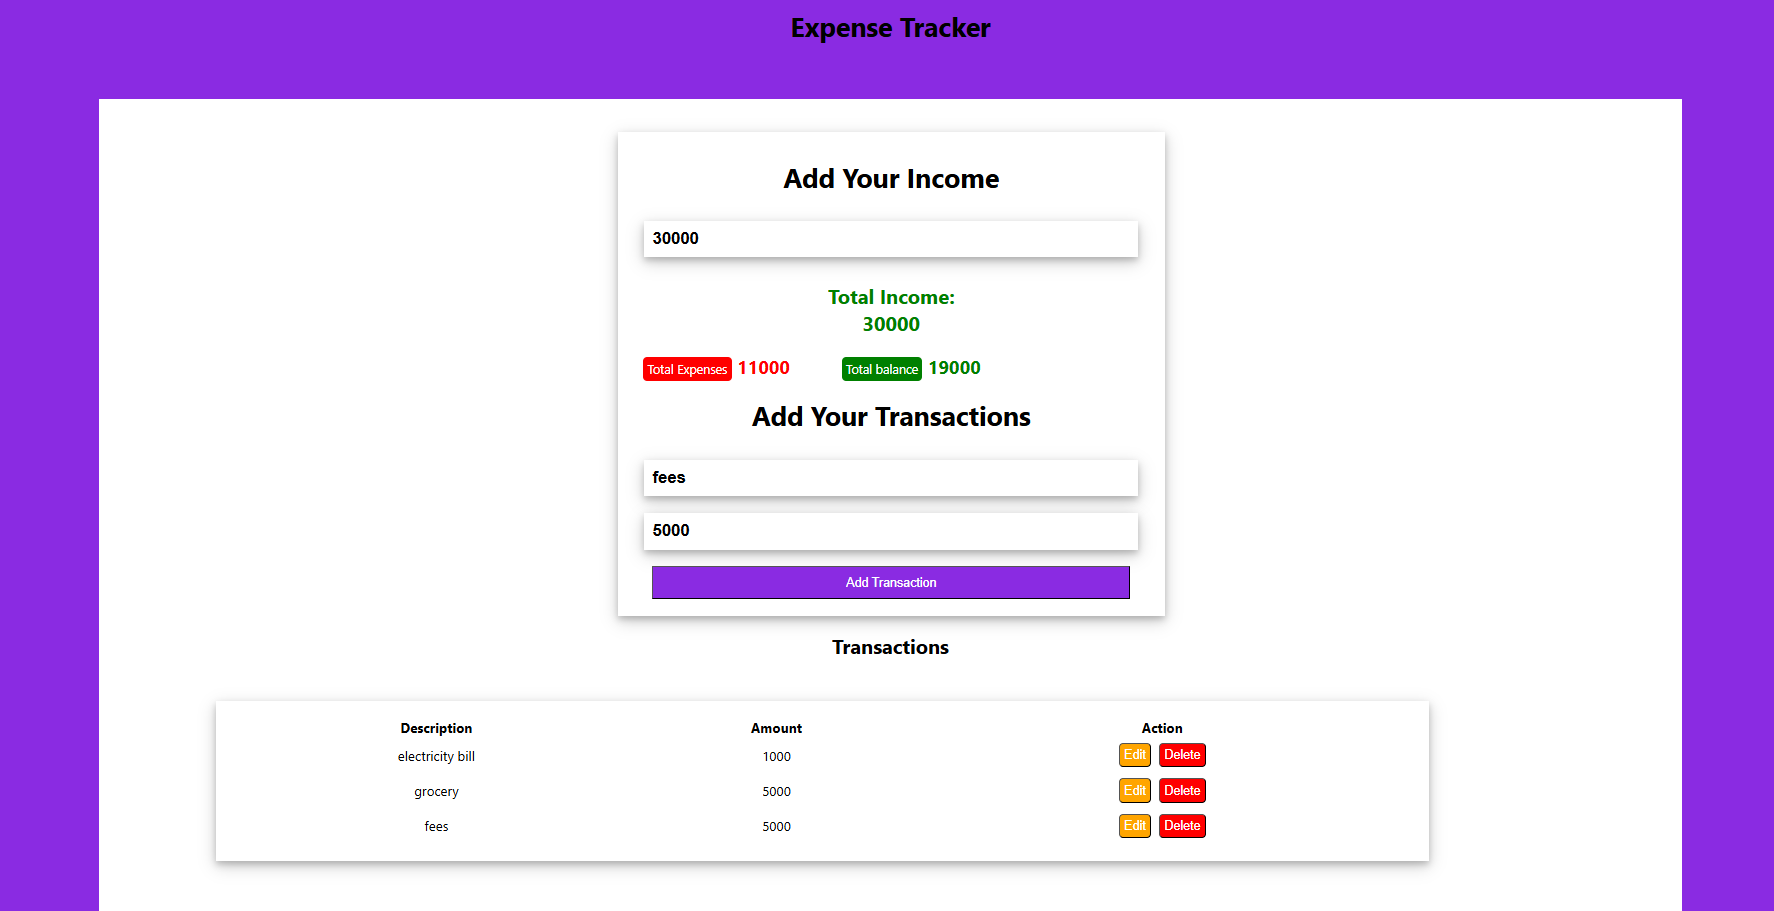 Expense Tracker
Add Your Income
30000
Total Income:
30000
Total Expenses 11000 Total balance 19000
Add Your Transactions
fees
5000
Add Transaction
Transactions
Description Amount Action
electricity bill 1000 Edit Delete
grocery 5000 Edit Delete
fees 5000 Edit Delete